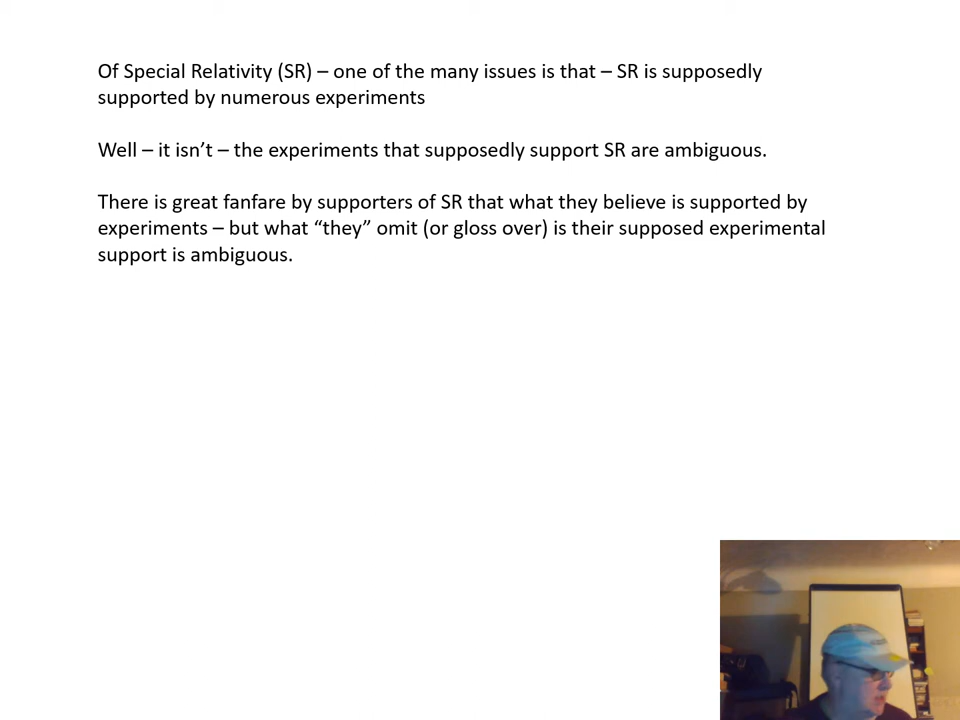 Of Special Relativity (SR) – one of the many issues is that – SR is supposedly
supported by numerous experiments
Well – it isn’t – the experiments that supposedly support SR are ambiguous.
There is great fanfare by supporters of SR that what they believe is supported by
experiments – but what “they” omit (or gloss over) is their supposed experimental
support is ambiguous.